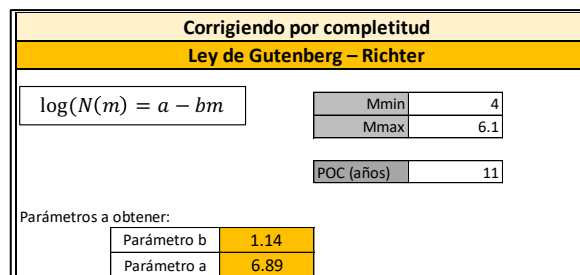 Corrigiendo por completitud
Ley de Gutenberg – Richter
log(N(m) = a − bm
Mmin 4
Mmax 6.1
POC (años) 11
Parámetros a obtener:
Parámetro b 1.14
Parámetro a 6.89